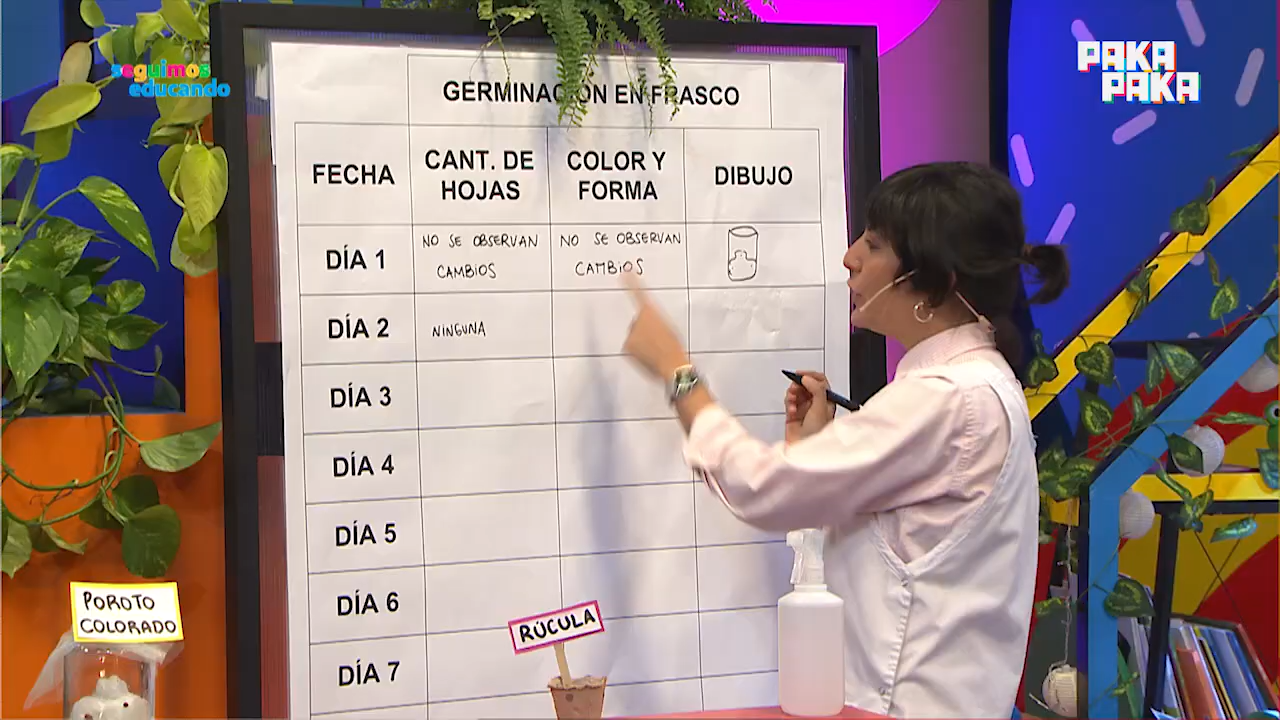 seguimos
educando
PAKA
PAKA
GERMINACIÓN EN FRASCO
FECHA
CANT. DE
HOJAS
COLOR Y
FORMA
DIBUJO
DÍA 1
NO SE OBSERVAN
CAMBIOS
NO SE OBSERVAN
CAMBIOS
DÍA 2
NINGUNA
DÍA 3
DÍA 4
DÍA 5
DÍA 6
DÍA 7
POROTO
COLORADO
RÚCULA